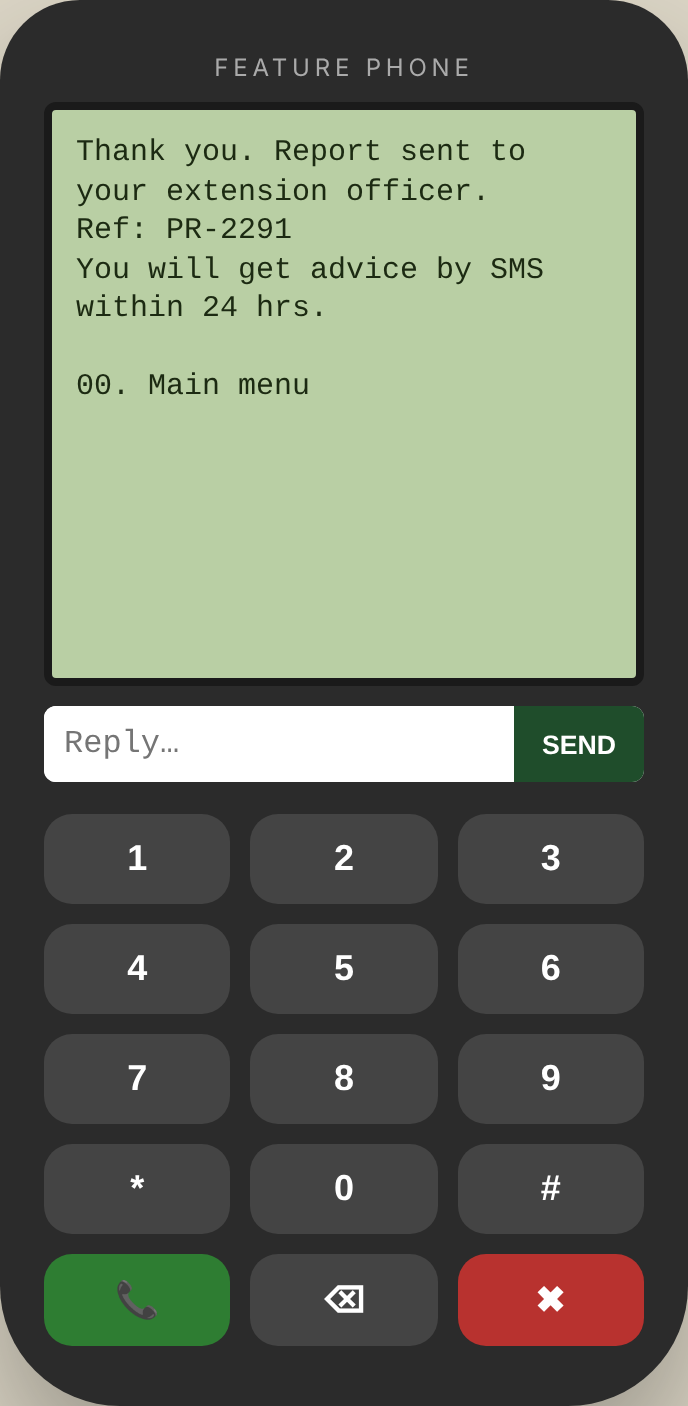 FEATURE PHONE
Thank you. Report sent to
your extension officer.
Ref: PR-2291
You will get advice by SMS
within 24 hrs.
00. Main menu
Reply…
SEND
1 2 3
4 5 6
7 8 9
* 0 #